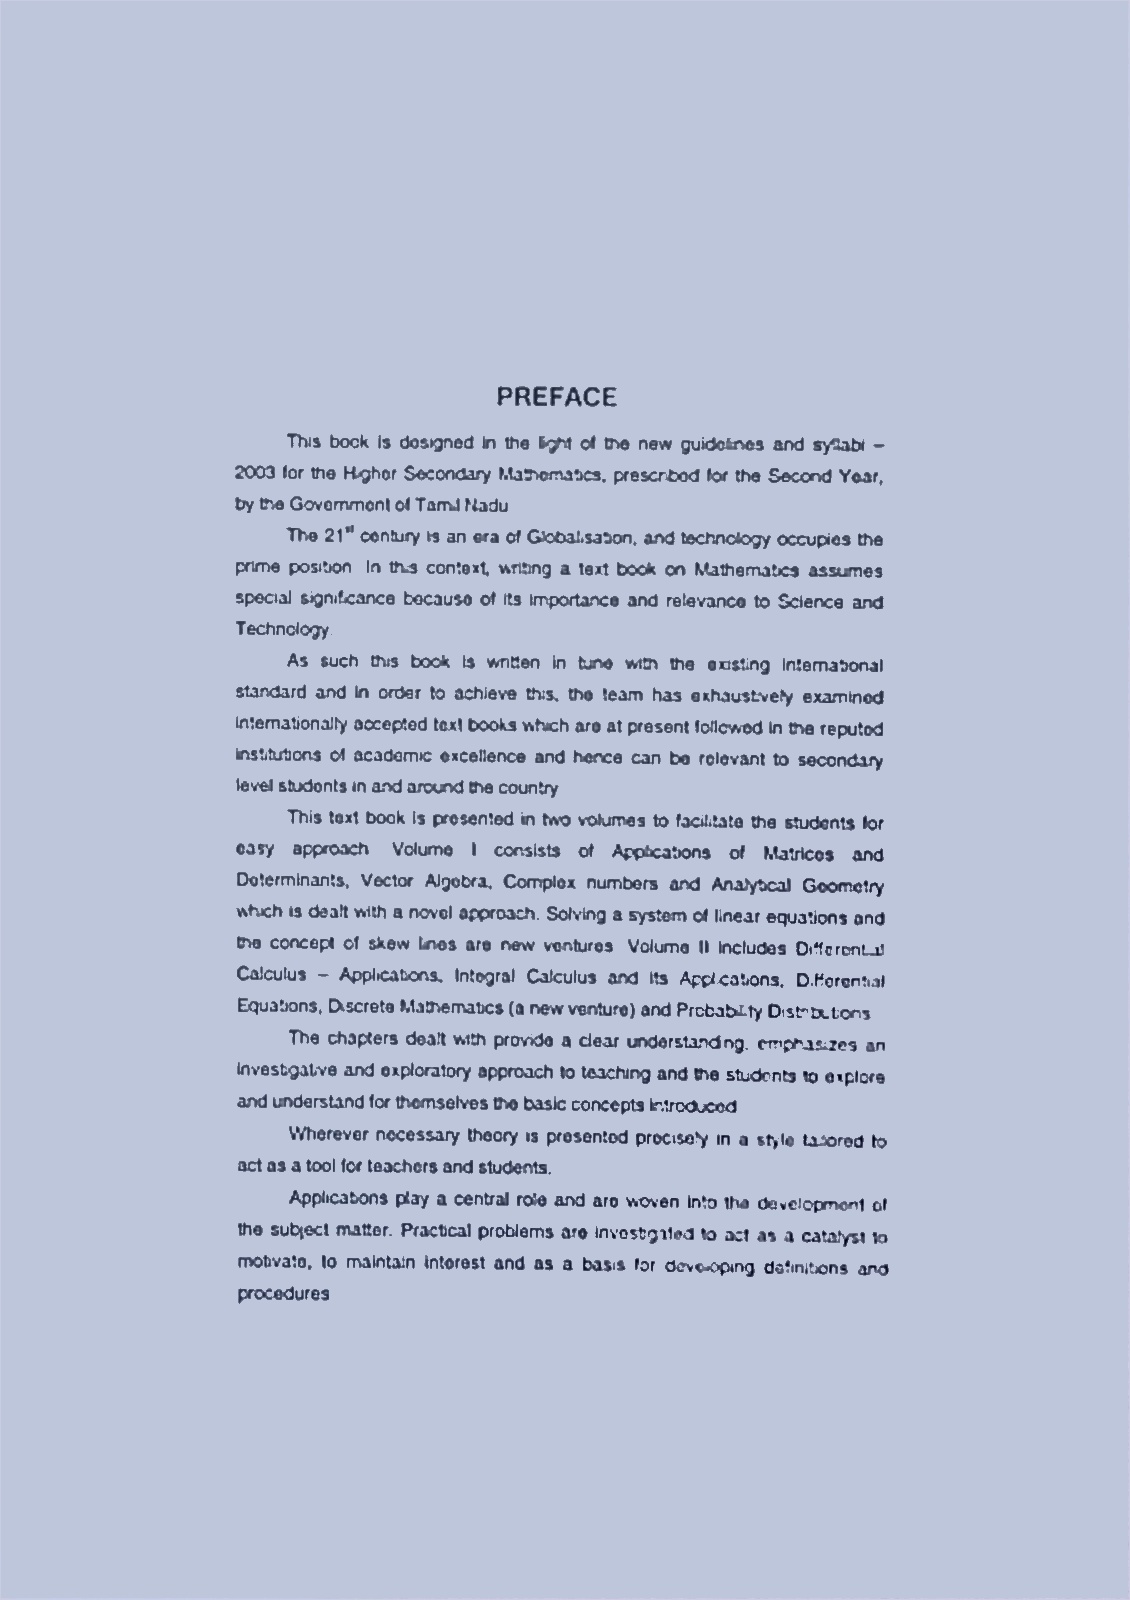 PREFACE
This book is designed in the light of the new guidelines and syllabi –
2003 for the Higher Secondary Mathematics, prescribed for the Second Year,
by the Government of Tamil Nadu
The 21st century is an era of Globalisation, and technology occupies the
prime position In this context, writing a text book on Mathematics assumes
special significance because of its importance and relevance to Science and
Technology.
As such this book is written in tune with the existing international
standard and in order to achieve this, the team has exhaustively examined
internationally accepted text books which are at present followed in the reputed
institutions of academic excellence and hence can be relevant to secondary
level students in and around the country
This text book is presented in two volumes to facilitate the students for
easy approach Volume I consists of Applications of Matrices and
Determinants, Vector Algebra, Complex numbers and Analytical Geometry
which is dealt with a novel approach. Solving a system of linear equations and
the concept of skew lines are new ventures Volume II includes Differential
Calculus – Applications, Integral Calculus and its Applications, Differential
Equations, Discrete Mathematics (a new venture) and Probability Distributions
The chapters dealt with provide a clear understanding, emphasizes an
investigative and exploratory approach to teaching and the students to explore
and understand for themselves the basic concepts introduced
Wherever necessary theory is presented precisely in a style tailored to
act as a tool for teachers and students.
Applications play a central role and are woven into the development of
the subject matter. Practical problems are investigated to act as a catalyst to
motivate, to maintain interest and as a basis for developing definitions and
procedures